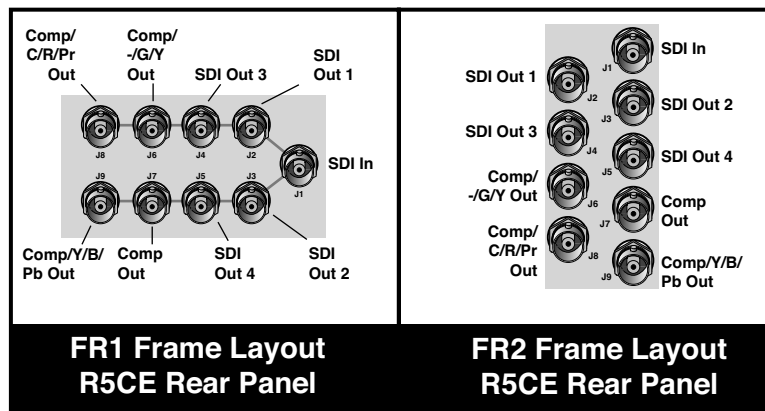 Comp/
C/R/Pr
Out
Comp/
-/G/Y
Out
SDI Out 3
SDI
Out 1
J8
J6
J4
J2
SDI In
J1
J9
J7
J5
J3
Comp/Y/B/
Pb Out
Comp
Out
SDI
Out 4
SDI
Out 2
FR1 Frame Layout
R5CE Rear Panel
SDI In
J1
SDI Out 1
J2
SDI Out 2
J3
SDI Out 3
J4
SDI Out 4
J5
Comp/
-/G/Y Out
J6
Comp
Out
J7
Comp/
C/R/Pr
Out
J8
Comp/Y/B/
Pb Out
J9
FR2 Frame Layout
R5CE Rear Panel